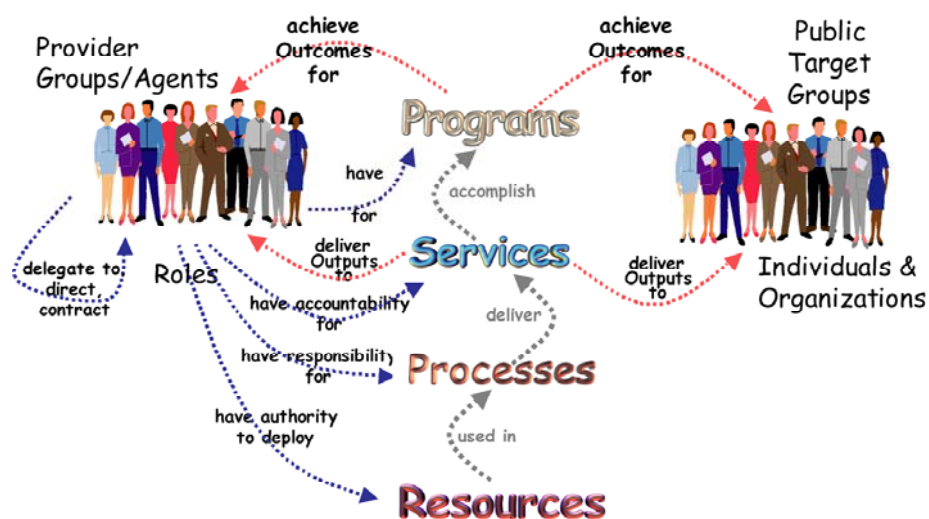 Provider
Groups/Agents
achieve
Outcomes
for
achieve
Outcomes
for
Public
Target
Groups
Programs
have
for
accomplish
deliver
Outputs
to
Services
deliver
Outputs
to
Individuals &
Organizations
delegate to
direct,
contract
Roles
have accountability
for
deliver
have responsibility
for
Processes
have authority
to deploy
used in
Resources